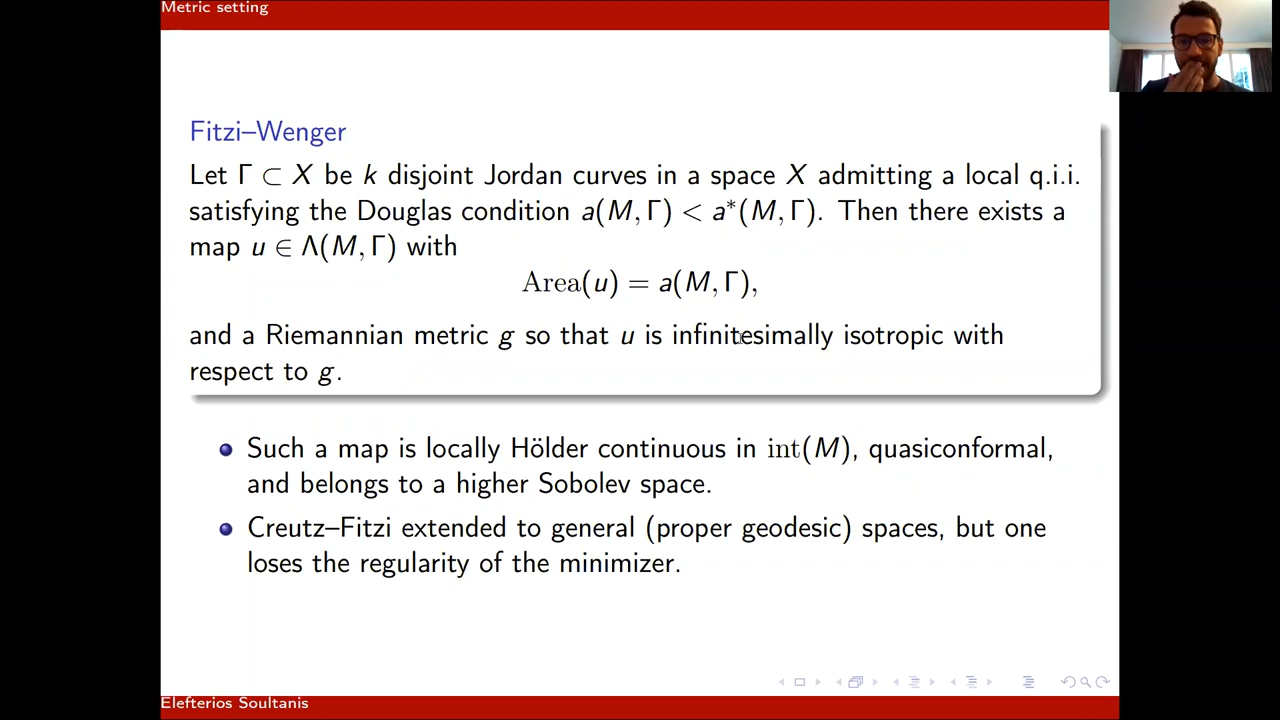 Metric setting
Fitzi–Wenger
Let Γ ⊂ X be k disjoint Jordan curves in a space X admitting a local q.i.i.
satisfying the Douglas condition a(M, Γ) < a*(M, Γ). Then there exists a
map u ∈ Λ(M, Γ) with
Area(u) = a(M, Γ),
and a Riemannian metric g so that u is infinitesimally isotropic with
respect to g.
Such a map is locally Hölder continuous in int(M), quasiconformal,
and belongs to a higher Sobolev space.
Creutz–Fitzi extended to general (proper geodesic) spaces, but one
loses the regularity of the minimizer.
Elefterios Soultanis